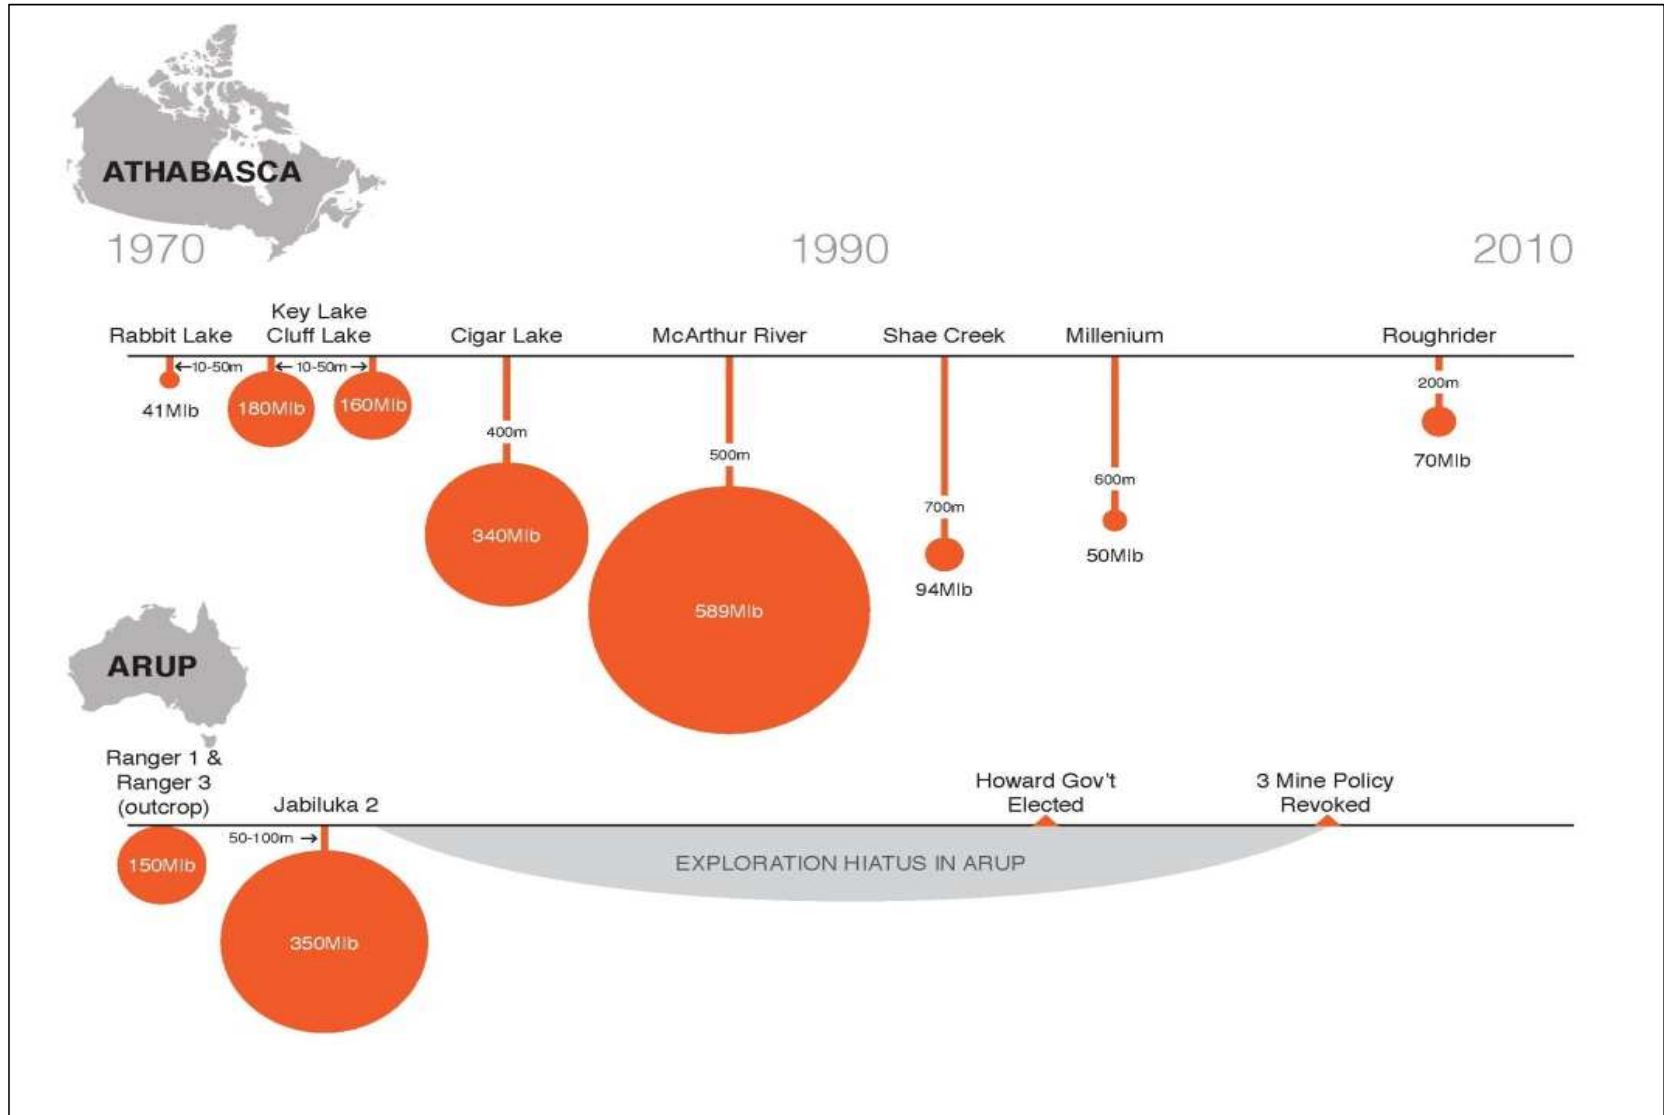 ATHABASCA
1970
1990
2010
Rabbit Lake
Key Lake
Cluff Lake
Cigar Lake
McArthur River
Shae Creek
Millenium
Roughrider
←10-50m
← 10-50m →
41Mlb
180Mlb
160Mlb
400m
340Mlb
500m
589Mlb
700m
94Mlb
600m
50Mlb
200m
70Mlb
ARUP
Ranger 1 &
Ranger 3
(outcrop)
Jabiluka 2
Howard Gov't
Elected
3 Mine Policy
Revoked
50-100m →
150Mlb
350Mlb
EXPLORATION HIATUS IN ARUP